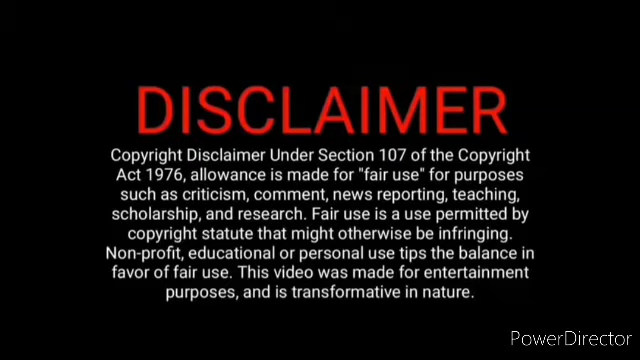 DISCLAIMER
Copyright Disclaimer Under Section 107 of the Copyright
Act 1976, allowance is made for "fair use" for purposes
such as criticism, comment, news reporting, teaching,
scholarship, and research. Fair use is a use permitted by
copyright statute that might otherwise be infringing.
Non-profit, educational or personal use tips the balance in
favor of fair use. This video was made for entertainment
purposes, and is transformative in nature.
PowerDirector